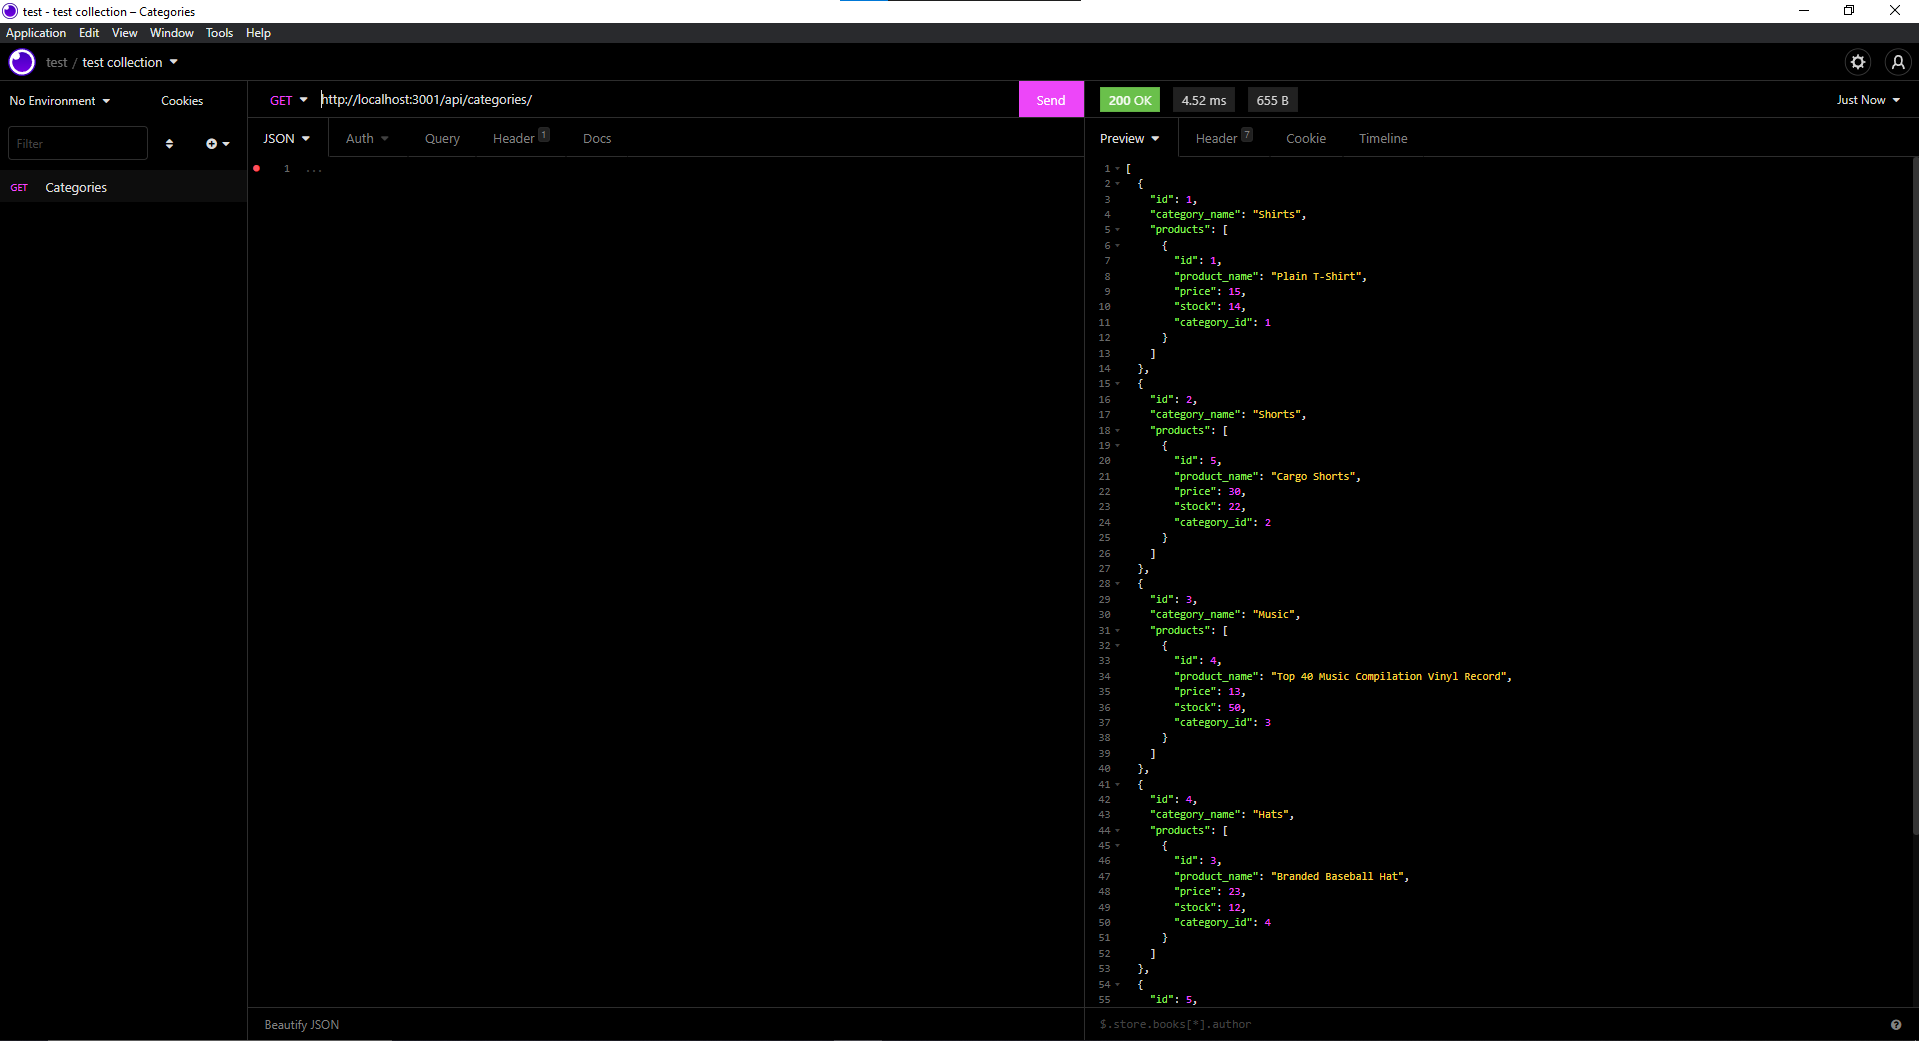 test - test collection – Categories
Application Edit View Window Tools Help
test / test collection
No Environment Cookies
GET http://localhost:3001/api/categories/ Send
200 OK 4.52 ms 655 B Just Now
Filter
JSON Auth Query Header 1 Docs
Preview Header 7 Cookie Timeline
GET Categories
1 ...
1 [
2 {
3 "id": 1,
4 "category_name": "Shirts",
5 "products": [
6 {
7 "id": 1,
8 "product_name": "Plain T-Shirt",
9 "price": 15,
10 "stock": 14,
11 "category_id": 1
12 }
13 ]
14 },
15 {
16 "id": 2,
17 "category_name": "Shorts",
18 "products": [
19 {
20 "id": 5,
21 "product_name": "Cargo Shorts",
22 "price": 30,
23 "stock": 22,
24 "category_id": 2
25 }
26 ]
27 },
28 {
29 "id": 3,
30 "category_name": "Music",
31 "products": [
32 {
33 "id": 4,
34 "product_name": "Top 40 Music Compilation Vinyl Record",
35 "price": 13,
36 "stock": 50,
37 "category_id": 3
38 }
39 ]
40 },
41 {
42 "id": 4,
43 "category_name": "Hats",
44 "products": [
45 {
46 "id": 3,
47 "product_name": "Branded Baseball Hat",
48 "price": 23,
49 "stock": 12,
50 "category_id": 4
51 }
52 ]
53 },
54 {
55 "id": 5,
Beautify JSON
$.store.books[*].author